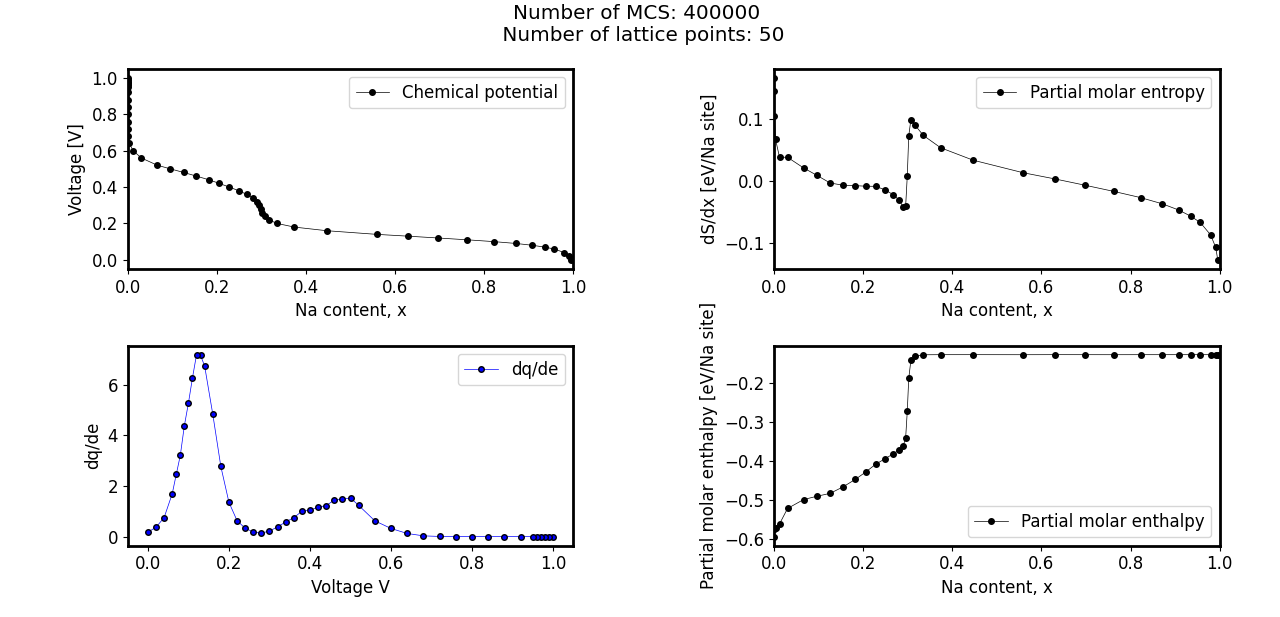 Number of MCS: 400000
Number of lattice points: 50
Voltage [V]
1.0
0.8
0.6
0.4
0.2
0.0
Chemical potential
0.0 0.2 0.4 0.6 0.8 1.0
Na content, x
dS/dx [eV/Na site]
0.1
0.0
−0.1
Partial molar entropy
0.0 0.2 0.4 0.6 0.8 1.0
Na content, x
dq/de
6
4
2
0
dq/de
0.0 0.2 0.4 0.6 0.8 1.0
Voltage V
Partial molar enthalpy [eV/Na site]
−0.2
−0.3
−0.4
−0.5
−0.6
Partial molar enthalpy
0.0 0.2 0.4 0.6 0.8 1.0
Na content, x